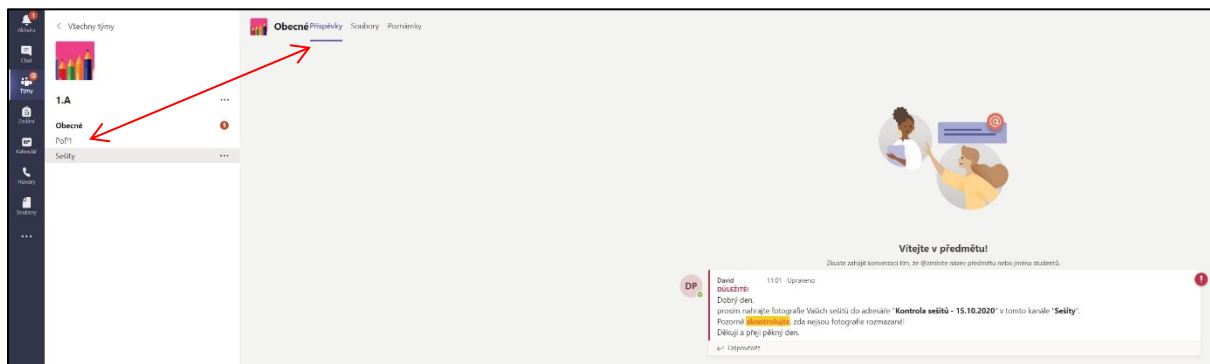 1
Aktivita
Chat
@
Týmy
Zadání
Kalendář
Hovory
Soubory
...
< Všechny týmy
1.A
...
Obecné
1
PoP1
Sešity
...
Obecné Příspěvky Soubory Poznámky
@
Vítejte v předmětu!
Zkuste zahájit konverzaci tím, že @zmíníte název předmětu nebo jména studentů.
DP
David 11:01 Upraveno
DŮLEŽITÉ!
Dobrý den,
prosím nahrajte fotografie Vašich sešitů do adresáře "Kontrola sešitů - 15.10.2020" v tomto kanále "Sešity".
Pozorně zkontrolujte, zda nejsou fotografie rozmazané!
Děkuji a přeji pěkný den.
Odpovědět
!